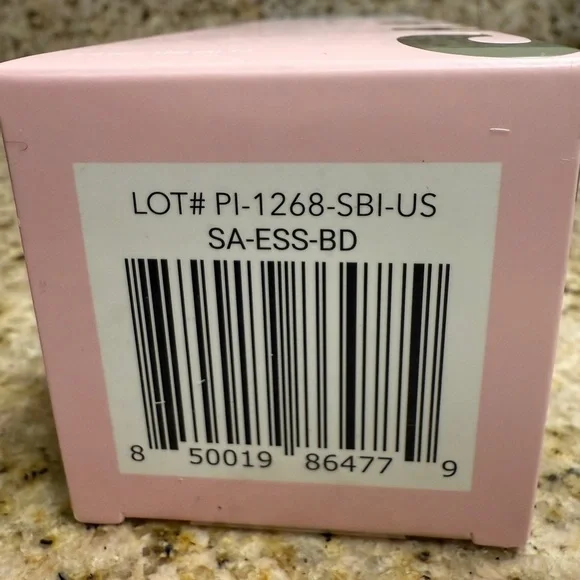 LOT# PI-1268-SBI-US
SA-ESS-BD
8 50019 86477 9